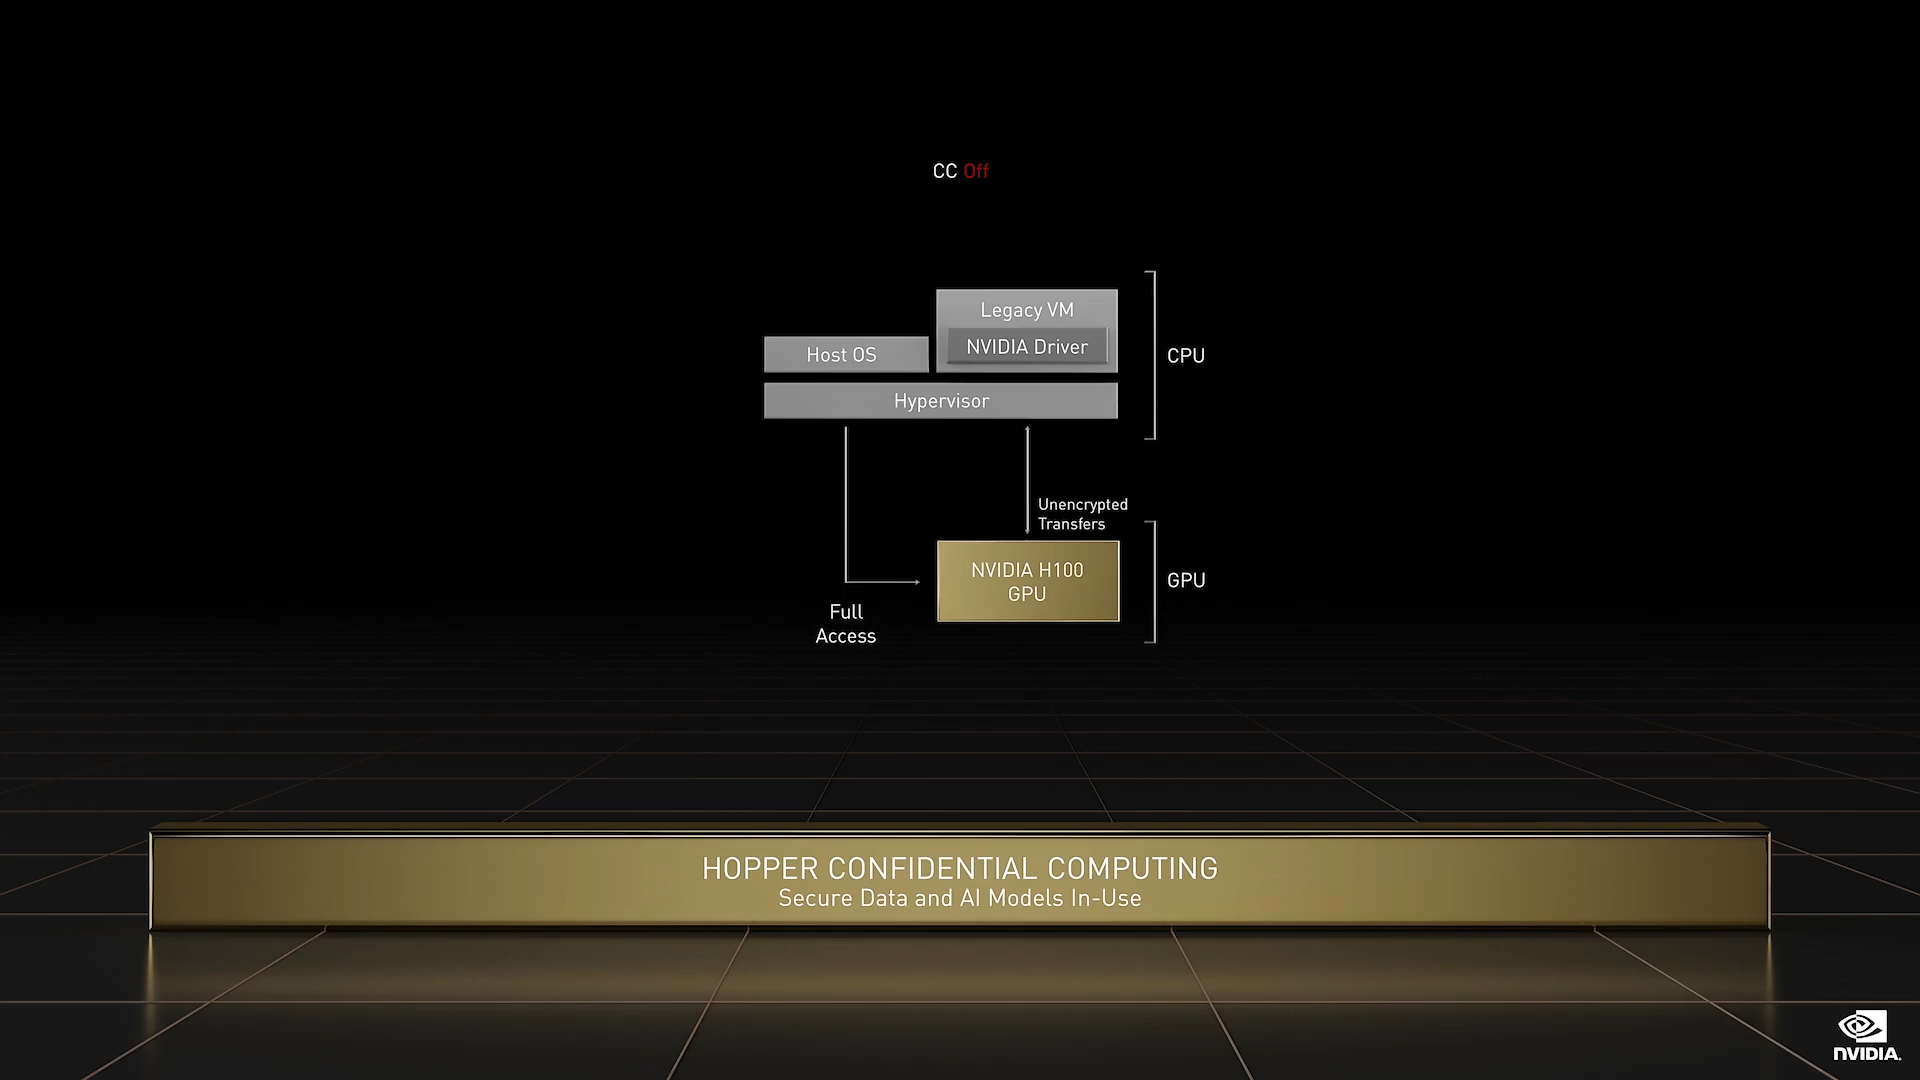 CC Off
Legacy VM
NVIDIA Driver
Host OS
Hypervisor
CPU
Unencrypted
Transfers
NVIDIA H100
GPU
GPU
Full
Access
HOPPER CONFIDENTIAL COMPUTING
Secure Data and AI Models In-Use
NVIDIA.